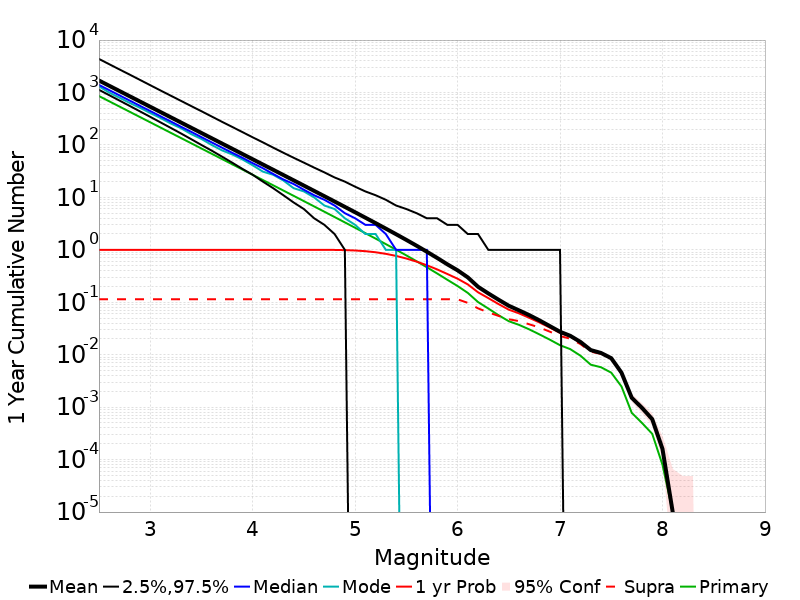 10^4
10^3
10^2
10^1
10^0
10^-1
10^-2
10^-3
10^-4
10^-5
1 Year Cumulative Number
3 4 5 6 7 8 9
Magnitude
Mean 2.5%,97.5% Median Mode 1 yr Prob 95% Conf Supra Primary